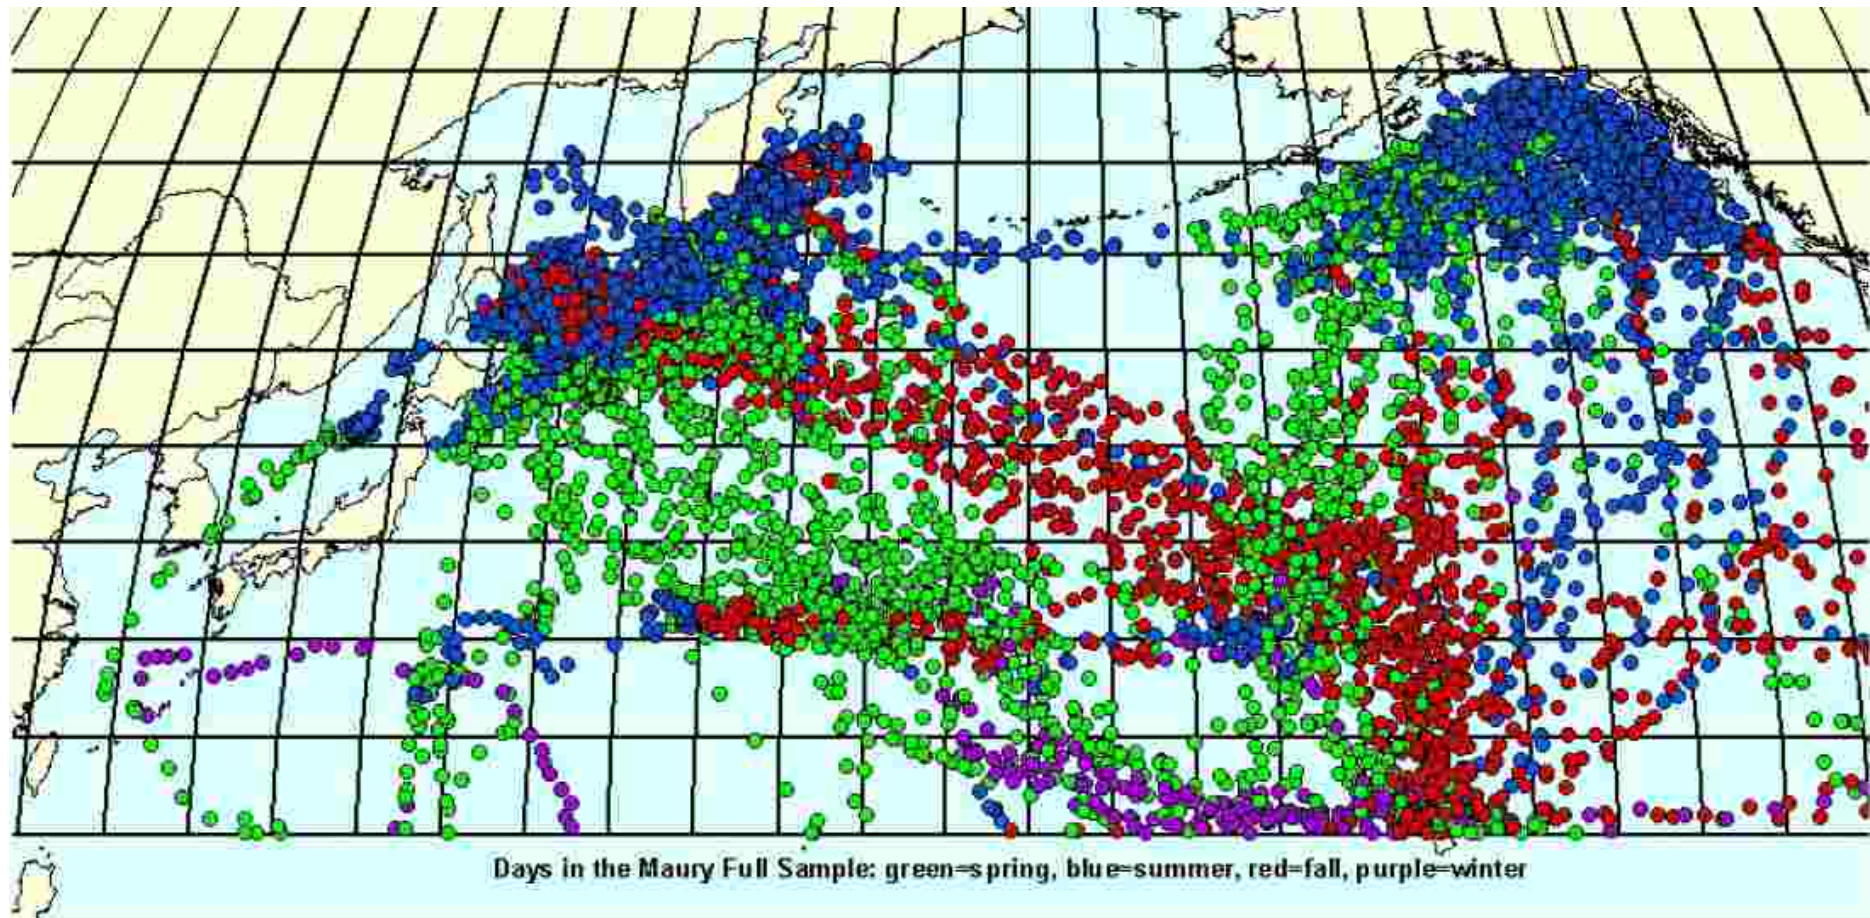 Days in the Maury Full Sample: green=spring, blue=summer, red=fall, purple=winter